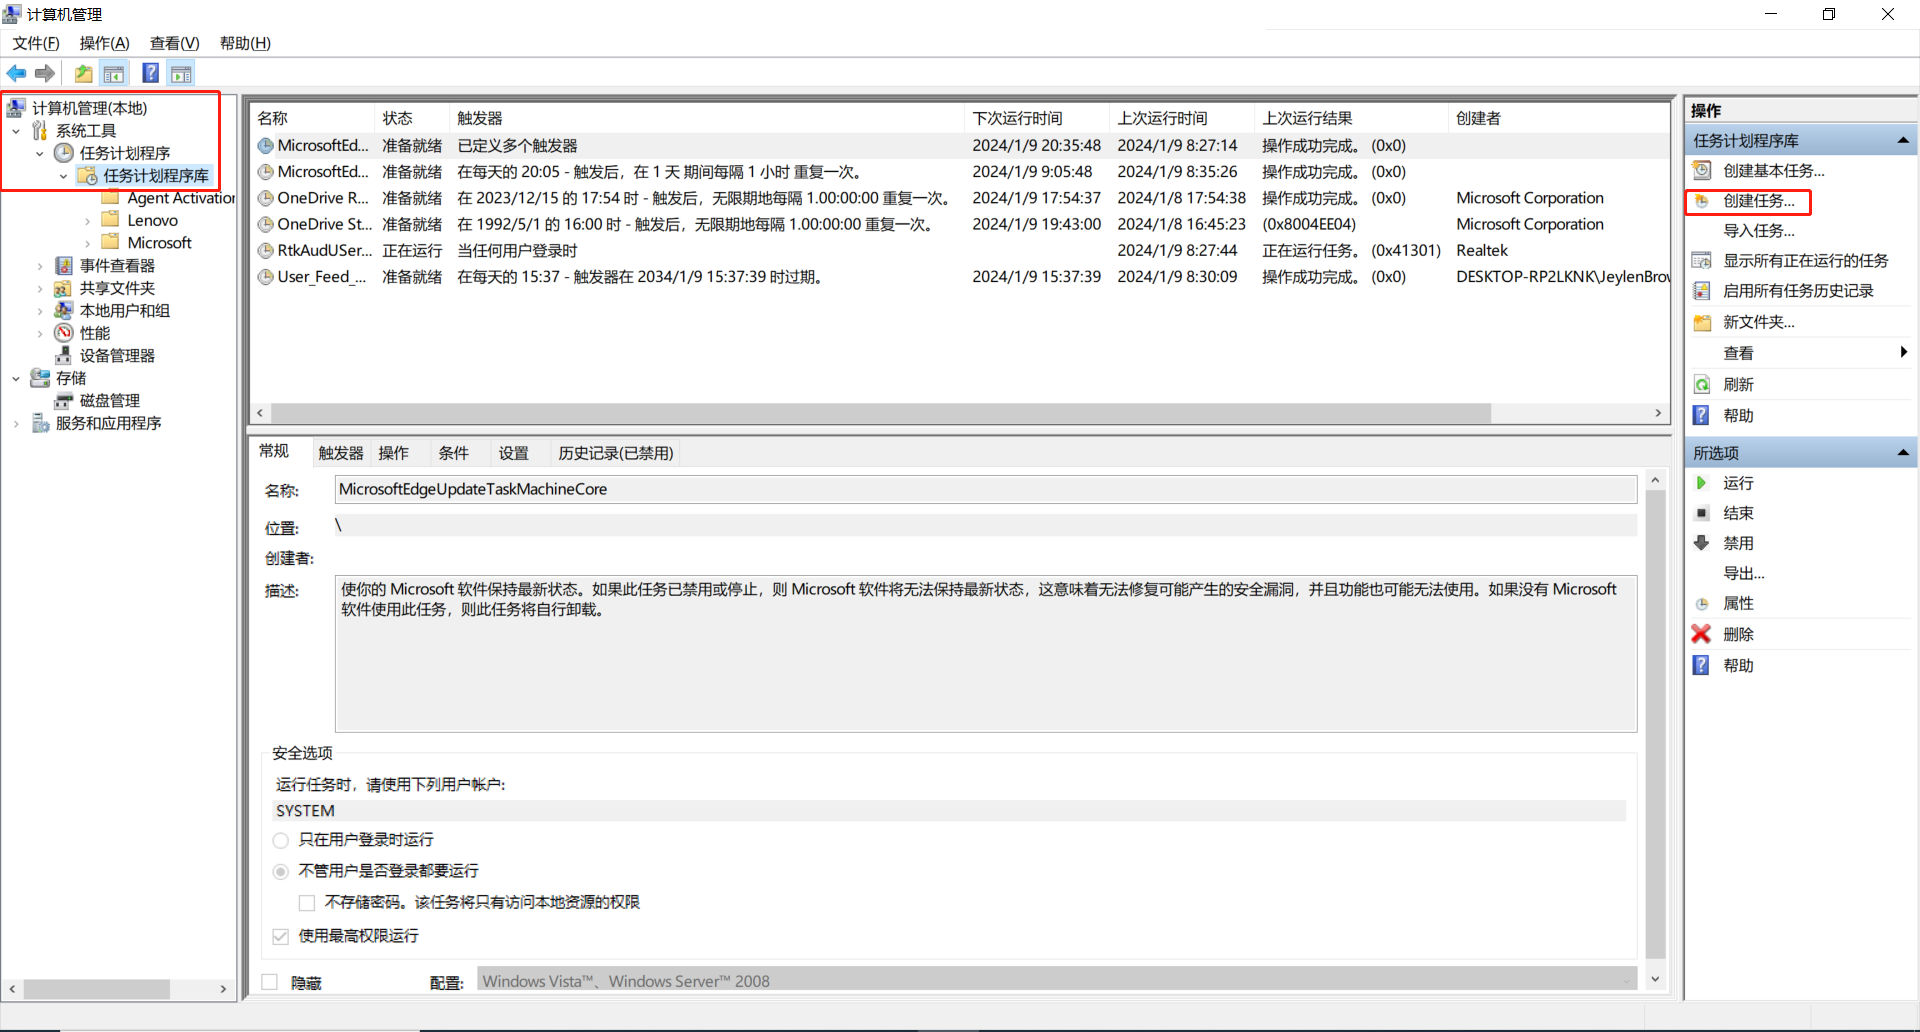 计算机管理
文件(F) 操作(A) 查看(V) 帮助(H)
计算机管理(本地)
系统工具
任务计划程序
任务计划程序库
Agent Activation
Lenovo
Microsoft
事件查看器
共享文件夹
本地用户和组
性能
设备管理器
存储
磁盘管理
服务和应用程序
名称 状态 触发器 下次运行时间 上次运行时间 上次运行结果 创建者
MicrosoftEd... 准备就绪 已定义多个触发器 2024/1/9 20:35:48 2024/1/9 8:27:14 操作成功完成。 (0x0)
MicrosoftEd... 准备就绪 在每天的 20:05 - 触发后，在 1 天 期间每隔 1 小时 重复一次。 2024/1/9 9:05:48 2024/1/9 8:35:26 操作成功完成。 (0x0)
OneDrive R... 准备就绪 在 2023/12/15 的 17:54 时 - 触发后，无限期地每隔 1.00:00:00 重复一次。 2024/1/9 17:54:37 2024/1/8 17:54:38 操作成功完成。 (0x0) Microsoft Corporation
OneDrive St... 准备就绪 在 1992/5/1 的 16:00 时 - 触发后，无限期地每隔 1.00:00:00 重复一次。 2024/1/9 19:43:00 2024/1/8 16:45:23 (0x8004EE04) Microsoft Corporation
RtkAudUSer... 正在运行 当任何用户登录时 2024/1/9 8:27:44 正在运行任务。 (0x41301) Realtek
User_Feed_... 准备就绪 在每天的 15:37 - 触发器在 2034/1/9 15:37:39 时过期。 2024/1/9 15:37:39 2024/1/9 8:30:09 操作成功完成。 (0x0) DESKTOP-RP2LKNK\JeylenBrow
常规 触发器 操作 条件 设置 历史记录(已禁用)
名称: MicrosoftEdgeUpdateTaskMachineCore
位置: \
创建者:
描述: 使你的 Microsoft 软件保持最新状态。如果此任务已禁用或停止，则 Microsoft 软件将无法保持最新状态，这意味着无法修复可能产生的安全漏洞，并且功能也可能无法使用。如果没有 Microsoft
软件使用此任务，则此任务将自行卸载。
安全选项
运行任务时，请使用下列用户帐户:
SYSTEM
只在用户登录时运行
不管用户是否登录都要运行
不存储密码。该任务将只有访问本地资源的权限
使用最高权限运行
隐藏 配置: Windows Vista™、Windows Server™ 2008
操作
任务计划程序库
创建基本任务...
创建任务...
导入任务...
显示所有正在运行的任务
启用所有任务历史记录
新文件夹...
查看
刷新
帮助
所选项
运行
结束
禁用
导出...
属性
删除
帮助